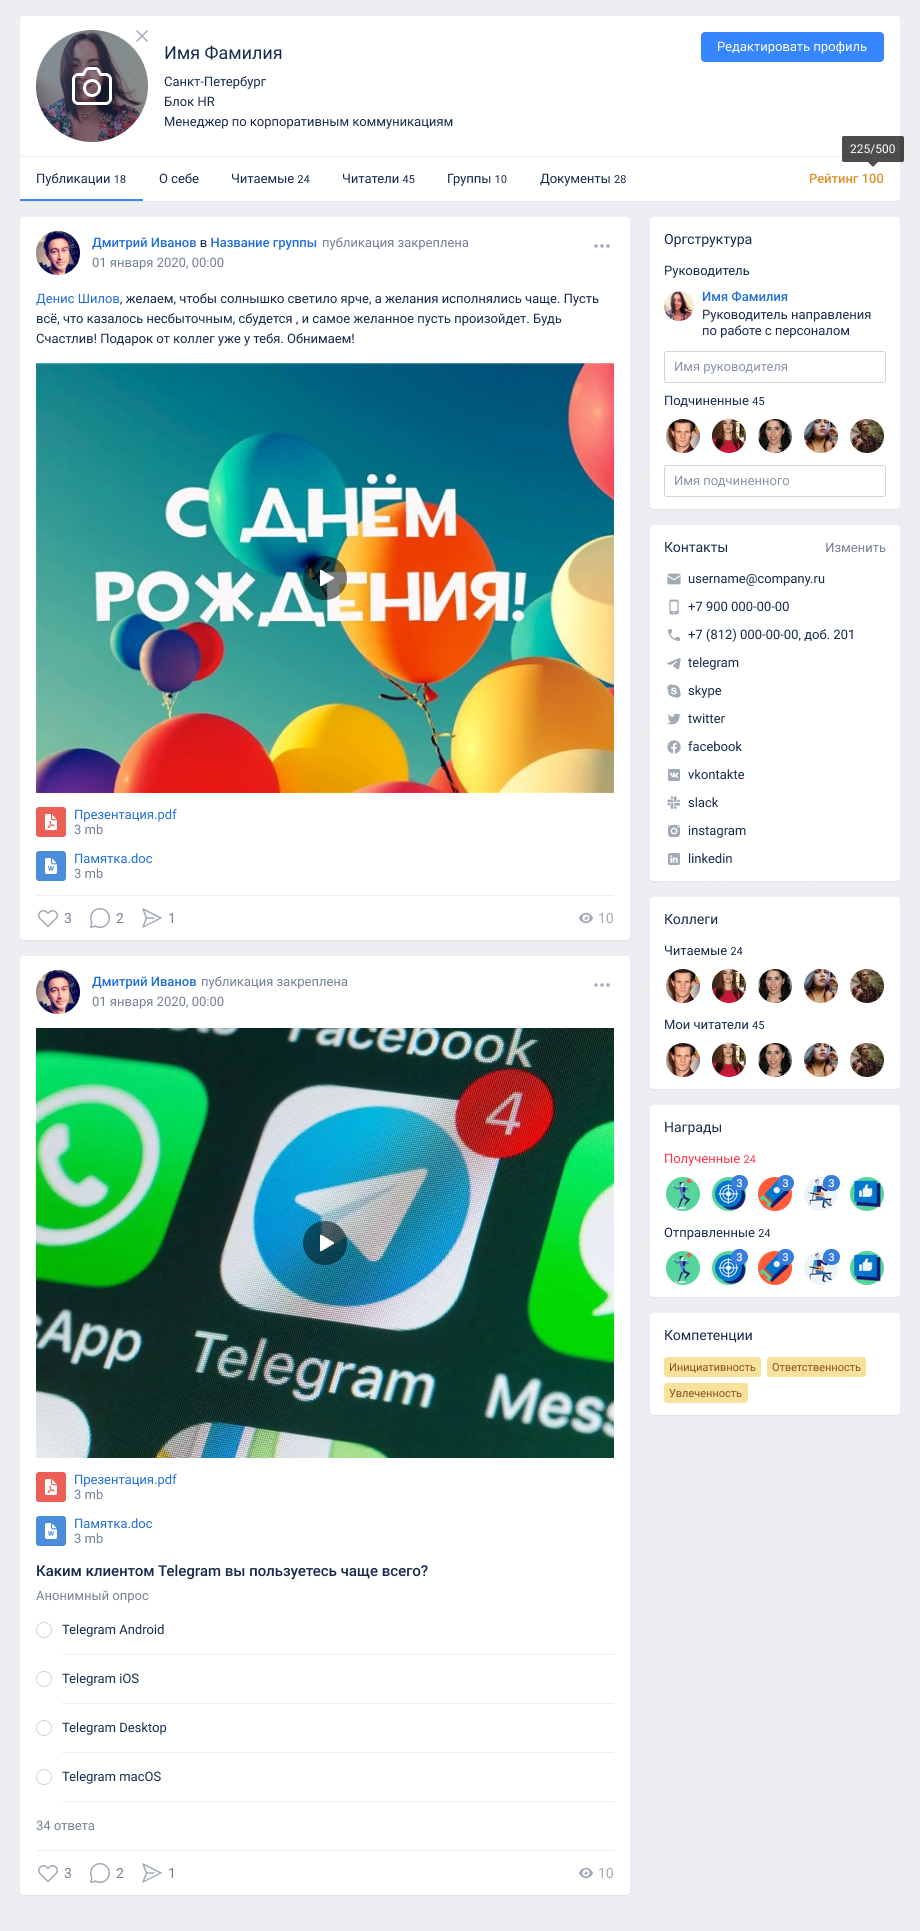 Имя Фамилия
Санкт-Петербург
Блок HR
Менеджер по корпоративным коммуникациям
Редактировать профиль
225/500
Публикации 18
О себе
Читаемые 24
Читатели 45
Группы 10
Документы 28
Рейтинг 100
Дмитрий Иванов в Название группы публикация закреплена
01 января 2020, 00:00
Денис Шилов, желаем, чтобы солнышко светило ярче, а желания исполнялись чаще. Пусть
всё, что казалось несбыточным, сбудется , и самое желанное пусть произойдет. Будь
Счастлив! Подарок от коллег уже у тебя. Обнимаем!
С ДНЁМ
РОЖДЕНИЯ!
Презентация.pdf
3 mb
Памятка.doc
3 mb
3
2
1
10
Дмитрий Иванов публикация закреплена
01 января 2020, 00:00
Facebook
4
sApp
Telegram
Mess
Презентация.pdf
3 mb
Памятка.doc
3 mb
Каким клиентом Telegram вы пользуетесь чаще всего?
Анонимный опрос
Telegram Android
Telegram iOS
Telegram Desktop
Telegram macOS
34 ответа
3
2
1
10
Оргструктура
Руководитель
Имя Фамилия
Руководитель направления
по работе с персоналом
Имя руководителя
Подчиненные 45
Имя подчиненного
Контакты
Изменить
username@company.ru
+7 900 000-00-00
+7 (812) 000-00-00, доб. 201
telegram
skype
twitter
facebook
vkontakte
slack
instagram
linkedin
Коллеги
Читаемые 24
Мои читатели 45
Награды
Полученные 24
3
3
3
Отправленные 24
3
3
3
Компетенции
Инициативность
Ответственность
Увлеченность